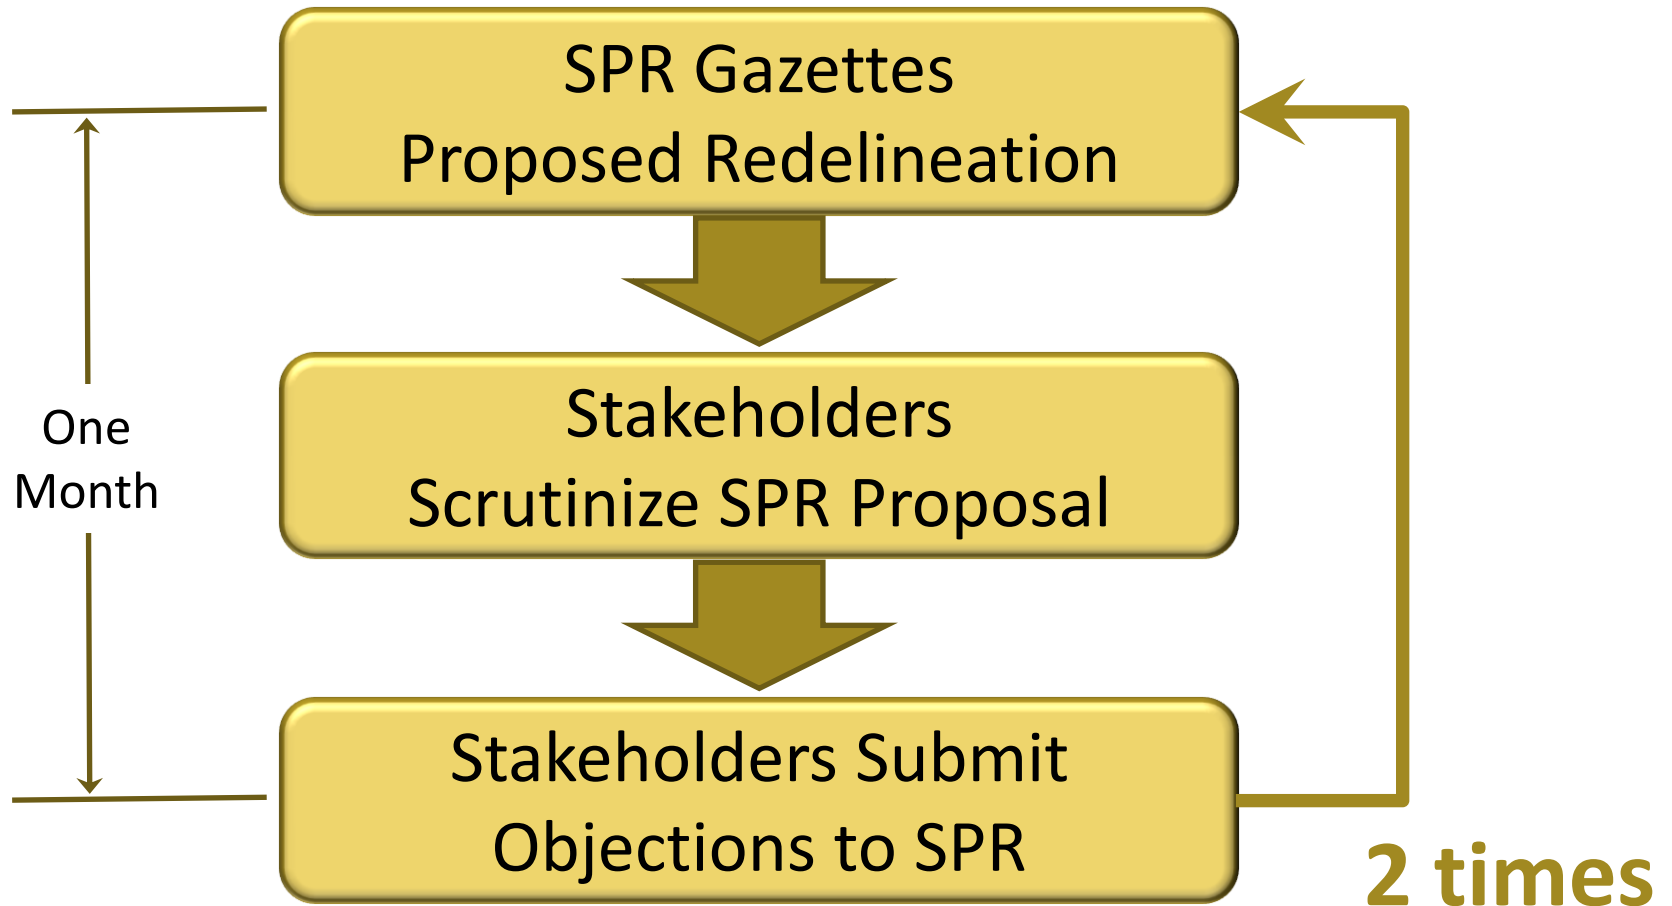 SPR Gazettes
Proposed Redelineation
One
Month
Stakeholders
Scrutinize SPR Proposal
Stakeholders Submit
Objections to SPR
2 times